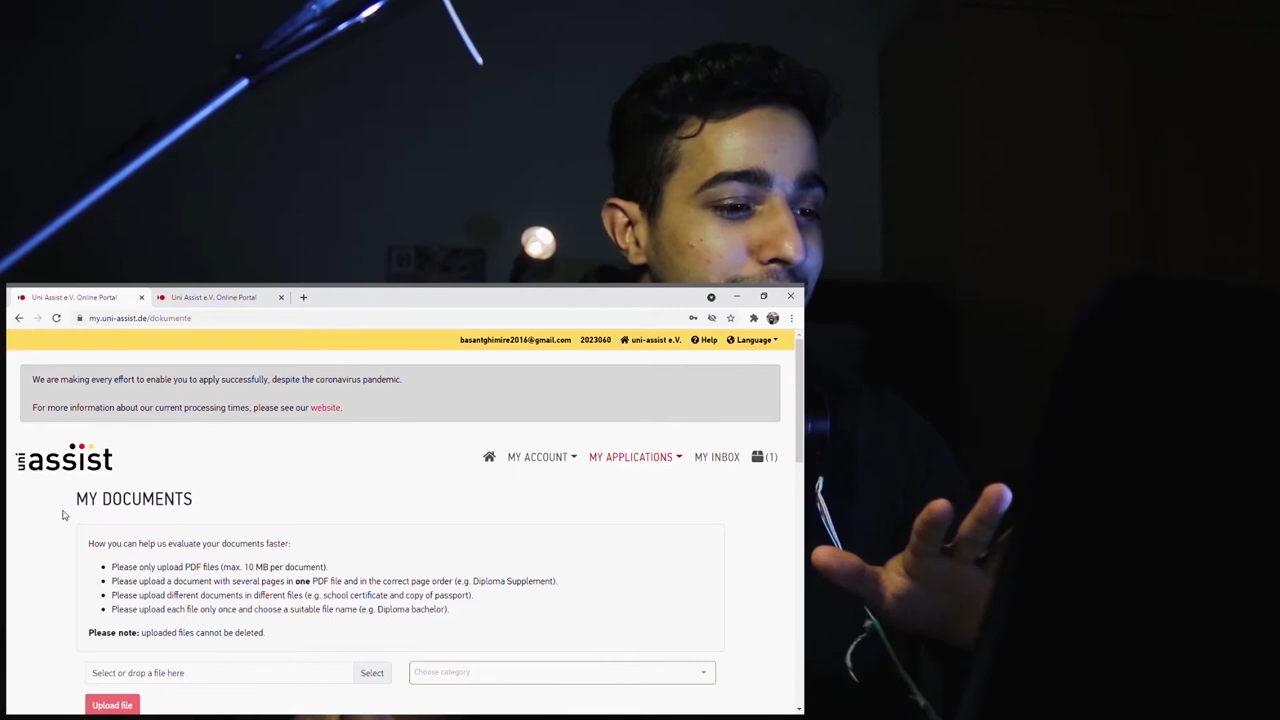 Uni Assist e.V. Online Portal
Uni Assist e.V. Online Portal
my.uni-assist.de/dokumente
basantghimire2016@gmail.com 2023060 uni-assist e.V. Help Language
We are making every effort to enable you to apply successfully, despite the coronavirus pandemic.
For more information about our current processing times, please see our website.
uni assist
MY ACCOUNT MY APPLICATIONS MY INBOX (1)
MY DOCUMENTS
How you can help us evaluate your documents faster:
Please only upload PDF files (max. 10 MB per document).
Please upload a document with several pages in one PDF file and in the correct page order (e.g. Diploma Supplement).
Please upload different documents in different files (e.g. school certificate and copy of passport).
Please upload each file only once and choose a suitable file name (e.g. Diploma bachelor).
Please note: uploaded files cannot be deleted.
Select or drop a file here Select Choose category
Upload file